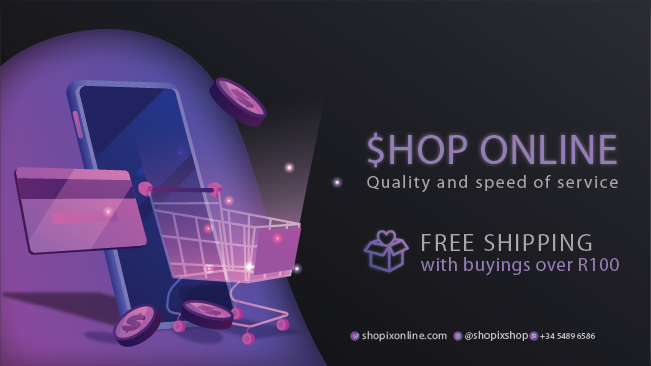 $HOP ONLINE
Quality and speed of service
FREE SHIPPING
with buyings over R100
shopixonline.com @shopixshop +34 5489 6586